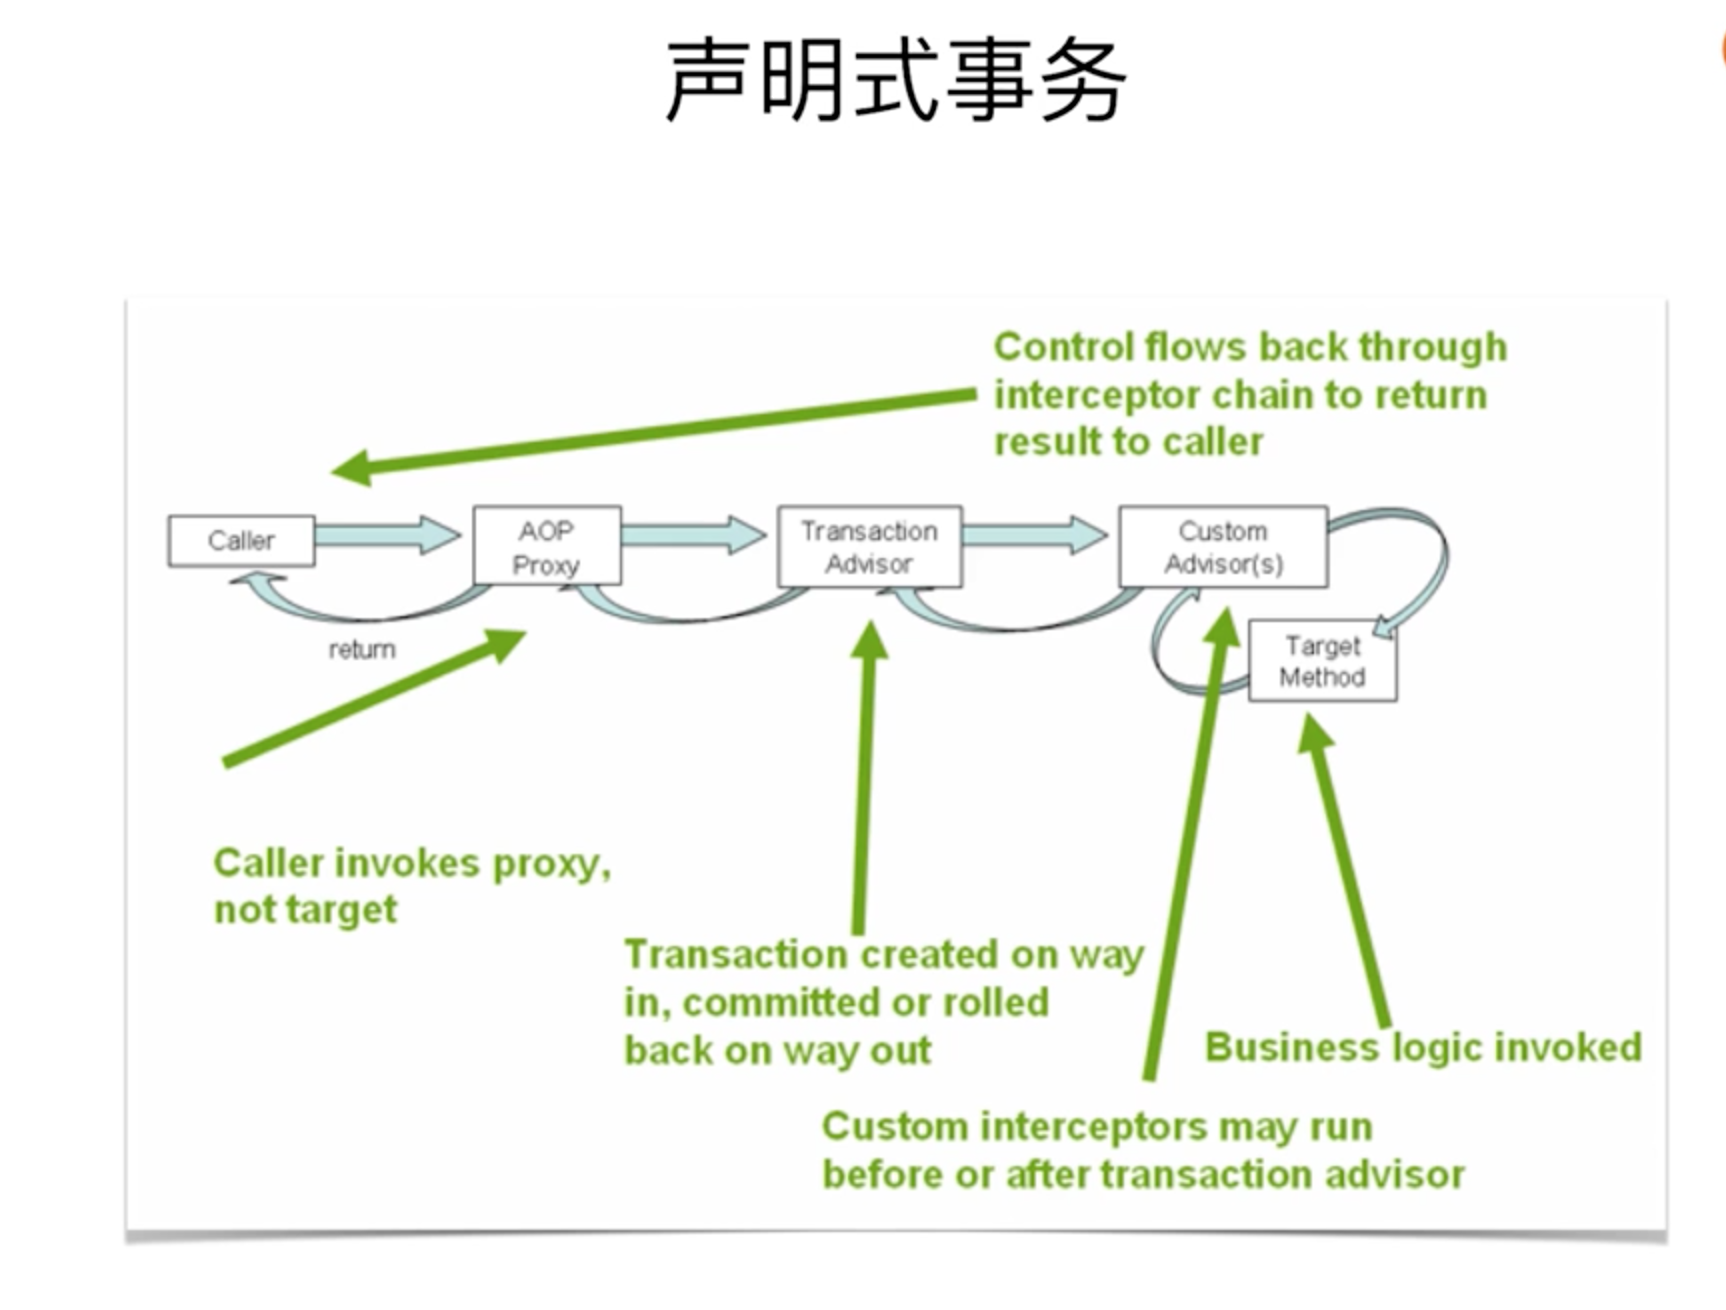 声明式事务
Control flows back through
interceptor chain to return
result to caller
Caller
AOP
Proxy
Transaction
Advisor
Custom
Advisor(s)
return
Target
Method
Caller invokes proxy,
not target
Transaction created on way
in, committed or rolled
back on way out
Business logic invoked
Custom interceptors may run
before or after transaction advisor